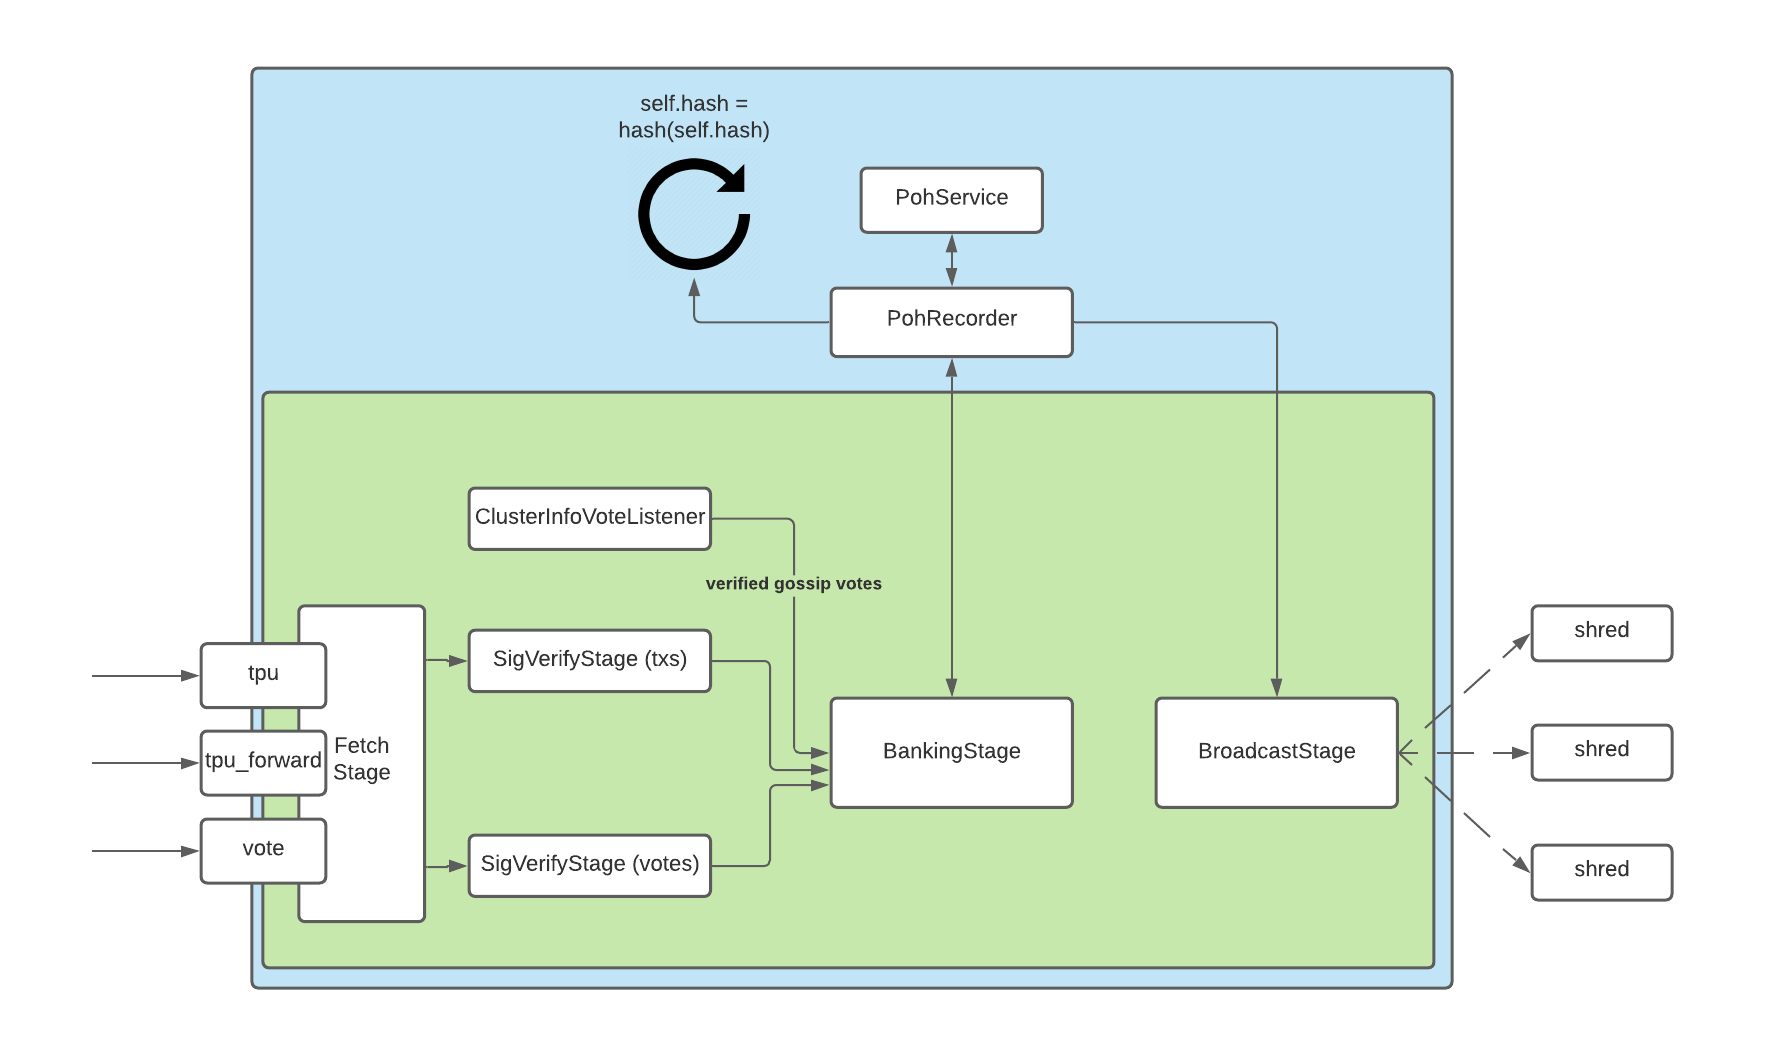 self.hash =
hash(self.hash)
PohService
PohRecorder
ClusterInfoVoteListener
verified gossip votes
SigVerifyStage (txs)
tpu
tpu_forward
vote
Fetch
Stage
SigVerifyStage (votes)
BankingStage
BroadcastStage
shred
shred
shred